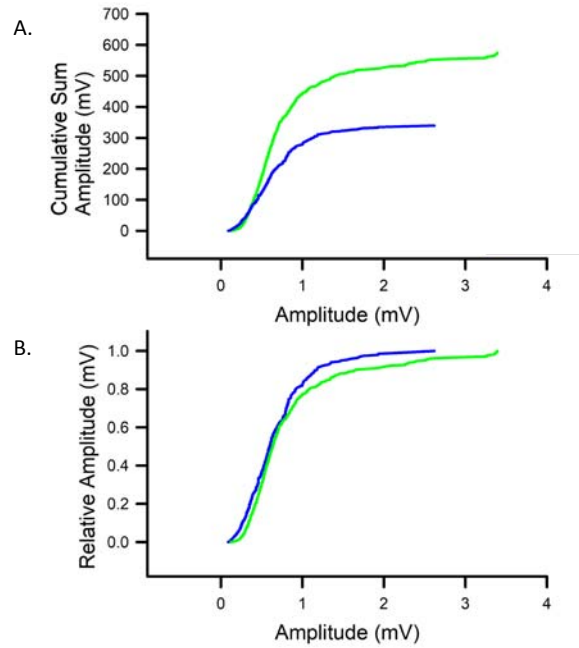 A.
Cumulative Sum
Amplitude (mV)
700
600
500
400
300
200
100
0
0 1 2 3 4
Amplitude (mV)
B.
Relative Amplitude (mV)
1.0
0.8
0.6
0.4
0.2
0.0
0 1 2 3 4
Amplitude (mV)